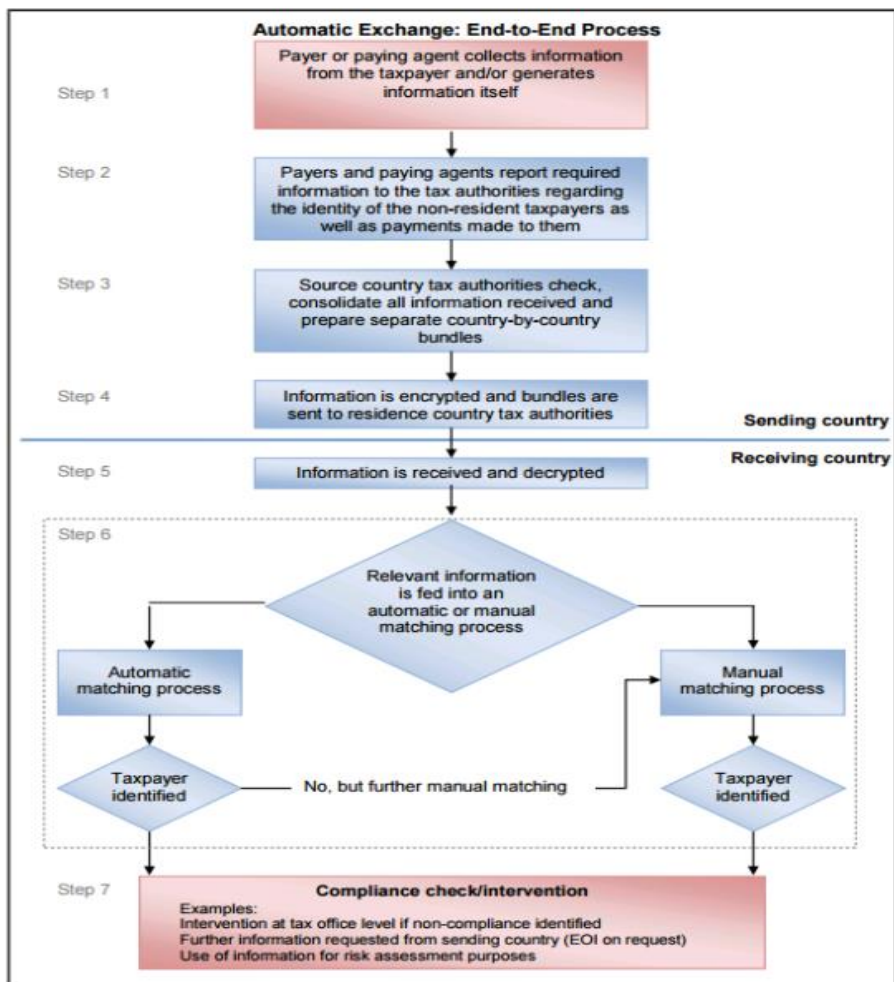 Automatic Exchange: End-to-End Process
Step 1
Payer or paying agent collects information
from the taxpayer and/or generates
information itself
Step 2
Payers and paying agents report required
information to the tax authorities regarding
the identity of the non-resident taxpayers as
well as payments made to them
Step 3
Source country tax authorities check,
consolidate all information received and
prepare separate country-by-country
bundles
Step 4
Information is encrypted and bundles are
sent to residence country tax authorities
Sending country
Receiving country
Step 5
Information is received and decrypted
Step 6
Relevant information
is fed into an
automatic or manual
matching process
Automatic
matching process
Manual
matching process
Taxpayer
identified
No, but further manual matching
Taxpayer
identified
Step 7
Compliance check/intervention
Examples:
Intervention at tax office level if non-compliance identified
Further information requested from sending country (EOI on request)
Use of information for risk assessment purposes